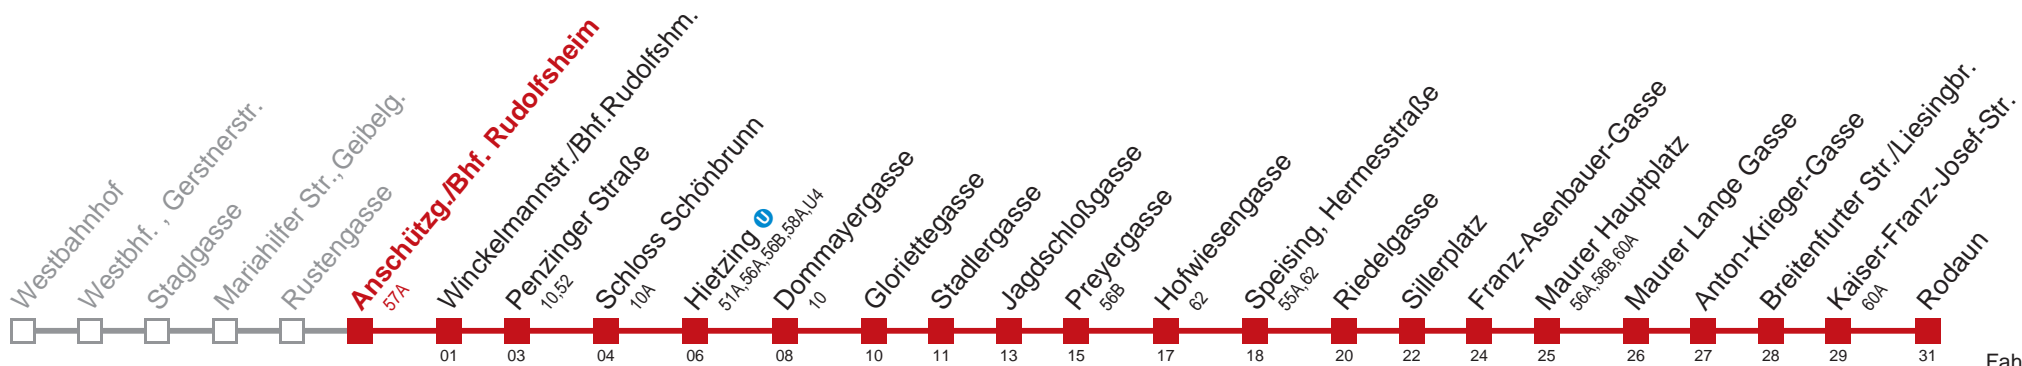 Westbahnhof
Westbhf. , Gerstnerstr.
Staglgasse
Mariahilfer Str.,Geibelg.
Rustengasse
Anschützg./Bhf. Rudolfsheim
57A
Winckelmannstr./Bhf.Rudolfshm.
01
Penzinger Straße
10,52
03
Schloss Schönbrunn
10A
04
Hietzing U
51A,56A,56B,58A,U4
06
Dommayergasse
10
08
Gloriettegasse
10
Stadlergasse
11
Jagdschloßgasse
13
Preyergasse
56B
15
Hofwiesengasse
62
17
Speising, Hermesstraße
55A,62
18
Riedelgasse
20
Sillerplatz
22
Franz-Asenbauer-Gasse
24
Maurer Hauptplatz
56A,56B,60A
25
Maurer Lange Gasse
26
Anton-Krieger-Gasse
27
Breitenfurter Str./Liesingbr.
28
Kaiser-Franz-Josef-Str.
60A
29
Rodaun
31
Fah